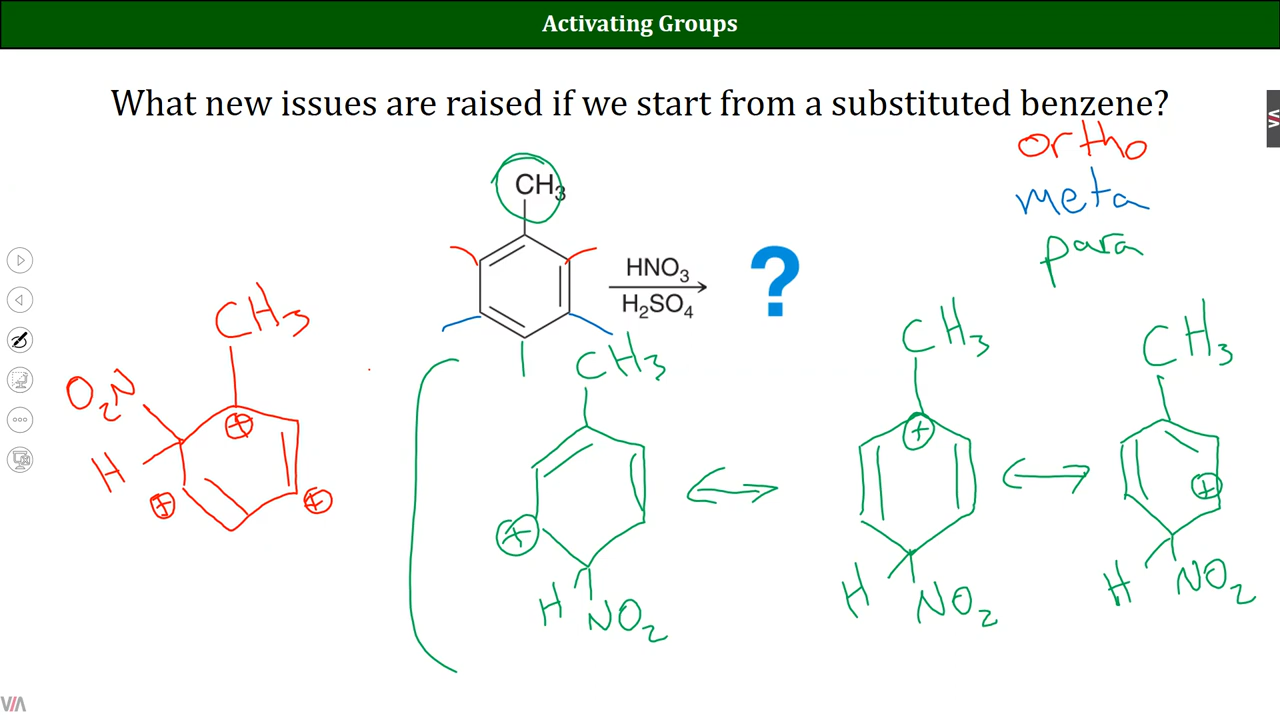 Activating Groups
What new issues are raised if we start from a substituted benzene?
ortho
meta
para
CH₃
HNO₃
H₂SO₄
?
CH₃
O₂N
H
⊕
⊕
⊕
CH₃
⊕
H
NO₂
CH₃
⊕
H
NO₂
CH₃
⊕
H
NO₂
VIA